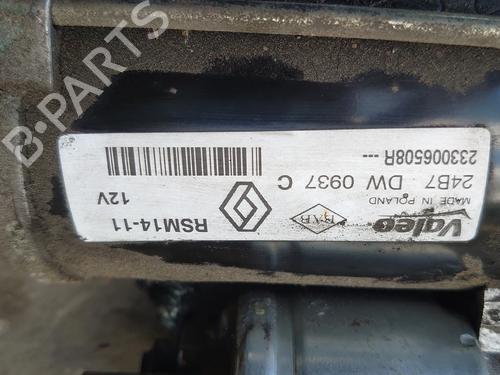 Valeo
MADE IN POLAND
24B7 DW 0937 C
233006508R---
RSM14-11
12V
B-PARTS